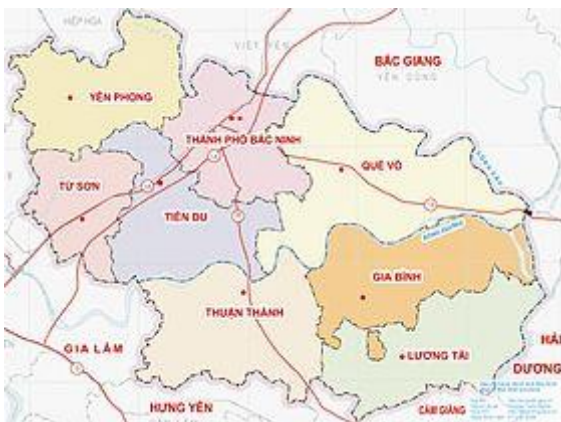 HIỆP HÒA
VIỆT YÊN
BẮC GIANG
YÊN DŨNG
YÊN PHONG
THÀNH PHỐ BẮC NINH
QUẾ VÕ
TỪ SƠN
TIÊN DU
GIA BÌNH
THUẬN THÀNH
GIA LÂM
LƯƠNG TÀI
HẢI
DƯƠNG
HƯNG YÊN
CẨM GIÀNG